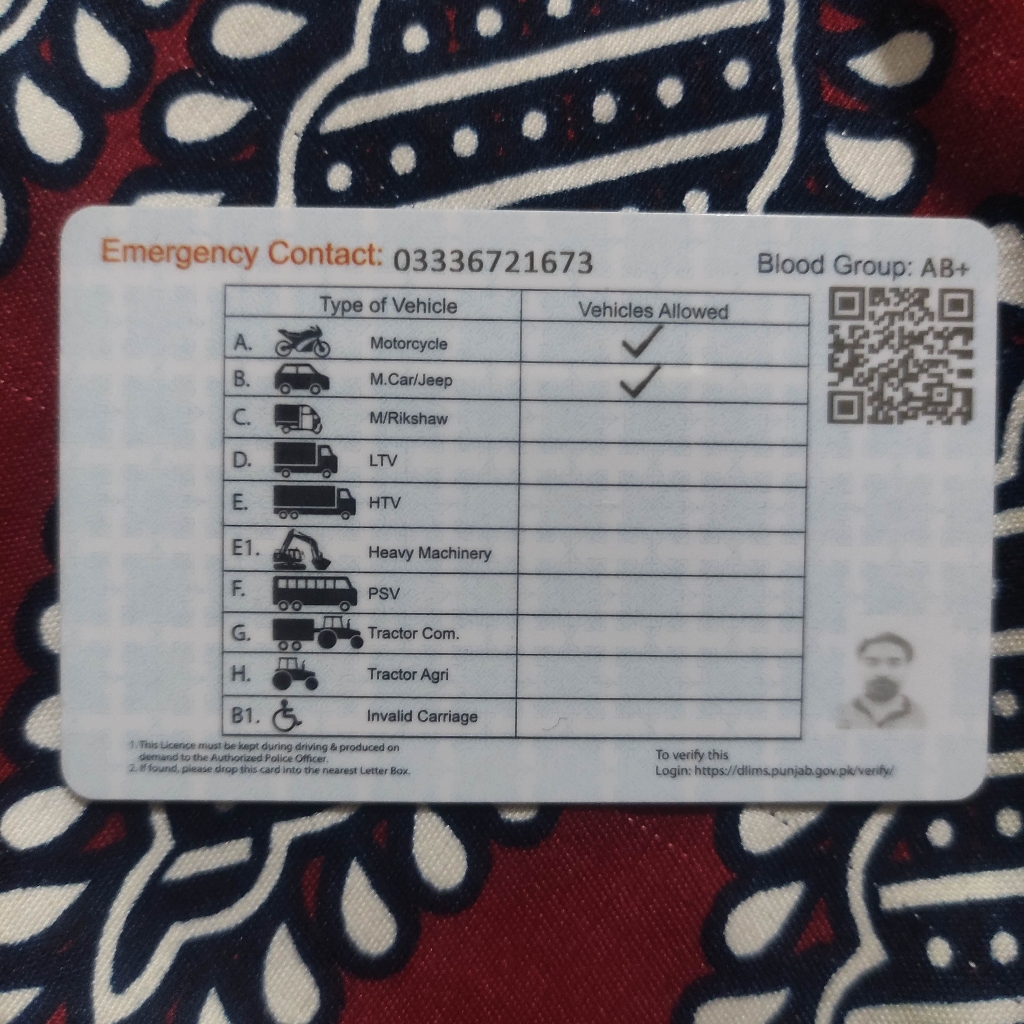 Emergency Contact: 03336721673
Blood Group: AB+
Type of Vehicle Vehicles Allowed
A. Motorcycle ✓
B. M.Car/Jeep ✓
C. M/Rikshaw
D. LTV
E. HTV
E1. Heavy Machinery
F. PSV
G. Tractor Com.
H. Tractor Agri
B1. Invalid Carriage
1. This Licence must be kept during driving & produced on
demand to the Authorized Police Officer.
2. If found, please drop this card into the nearest Letter Box.
To verify this
Login: https://dlims.punjab.gov.pk/verify/